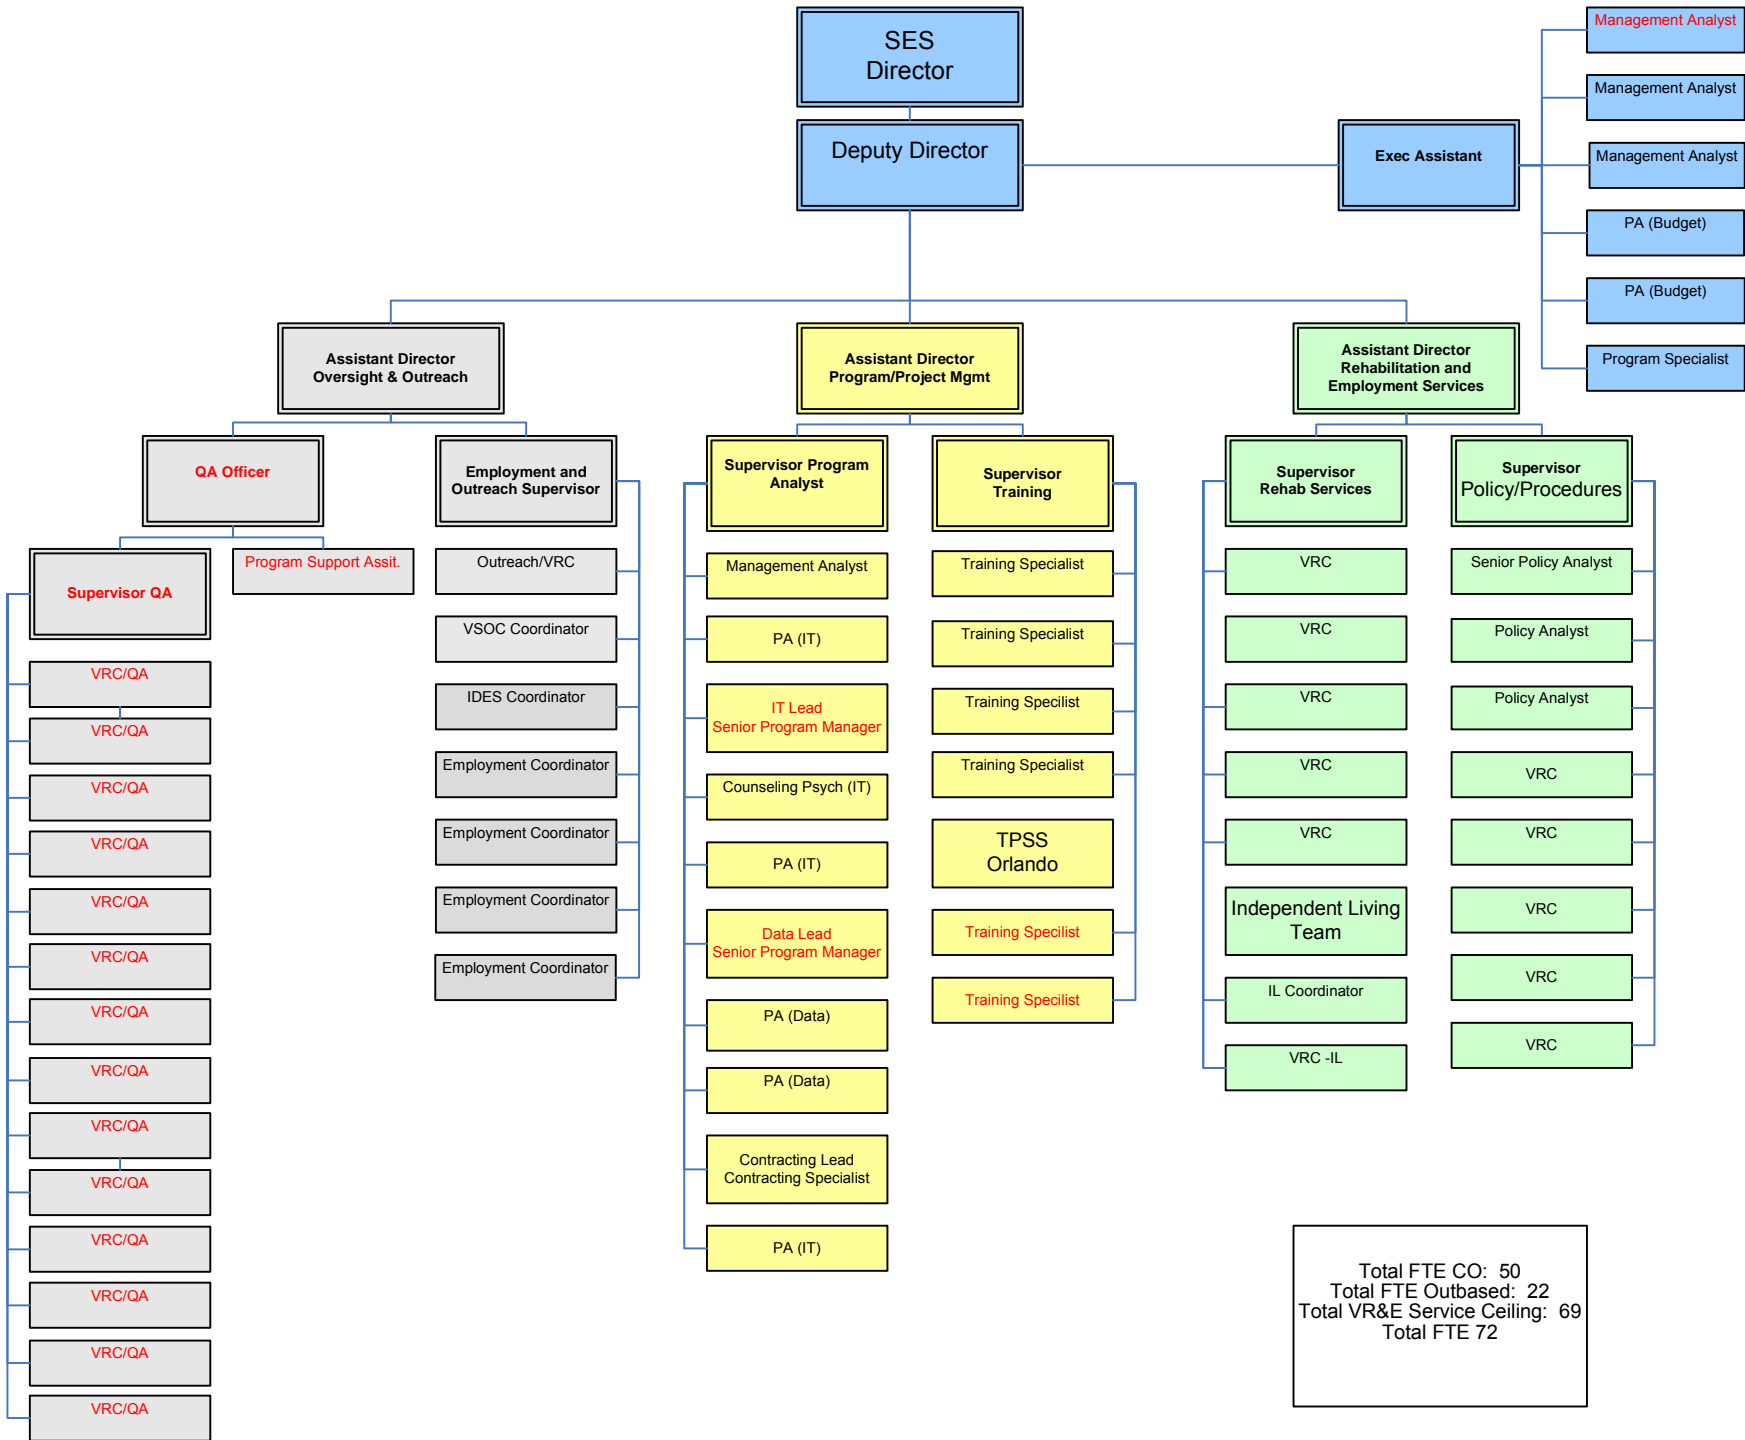 SES
Director
Deputy Director
Exec Assistant
Management Analyst
Management Analyst
Management Analyst
PA (Budget)
PA (Budget)
Program Specialist
Assistant Director
Oversight & Outreach
Assistant Director
Program/Project Mgmt
Assistant Director
Rehabilitation and
Employment Services
QA Officer
Supervisor QA
Program Support Assit.
VRC/QA
VRC/QA
VRC/QA
VRC/QA
VRC/QA
VRC/QA
VRC/QA
VRC/QA
VRC/QA
VRC/QA
VRC/QA
VRC/QA
VRC/QA
VRC/QA
Employment and
Outreach Supervisor
Outreach/VRC
VSOC Coordinator
IDES Coordinator
Employment Coordinator
Employment Coordinator
Employment Coordinator
Employment Coordinator
Supervisor Program
Analyst
Management Analyst
PA (IT)
IT Lead
Senior Program Manager
Counseling Psych (IT)
PA (IT)
Data Lead
Senior Program Manager
PA (Data)
PA (Data)
Contracting Lead
Contracting Specialist
PA (IT)
Supervisor
Training
Training Specialist
Training Specialist
Training Specilist
Training Specialist
TPSS
Orlando
Training Specilist
Training Specilist
Supervisor
Rehab Services
VRC
VRC
VRC
VRC
VRC
Independent Living
Team
IL Coordinator
VRC -IL
Supervisor
Policy/Procedures
Senior Policy Analyst
Policy Analyst
Policy Analyst
VRC
VRC
VRC
VRC
VRC
Total FTE CO: 50
Total FTE Outbased: 22
Total VR&E Service Ceiling: 69
Total FTE 72